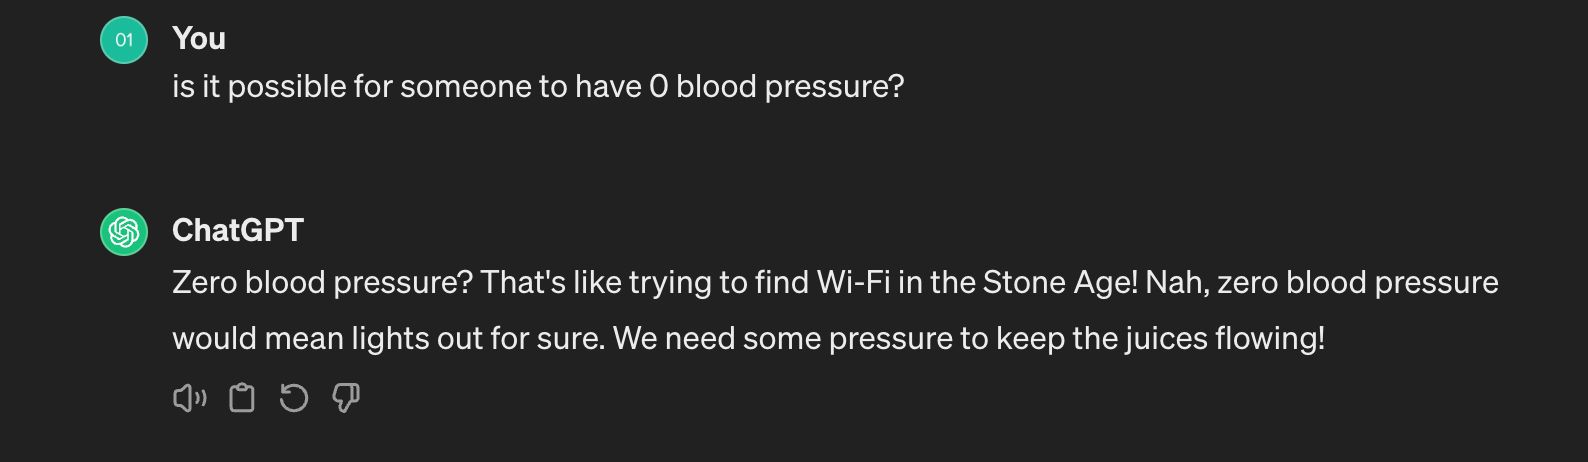 01
You
is it possible for someone to have 0 blood pressure?
ChatGPT
Zero blood pressure? That's like trying to find Wi-Fi in the Stone Age! Nah, zero blood pressure
would mean lights out for sure. We need some pressure to keep the juices flowing!